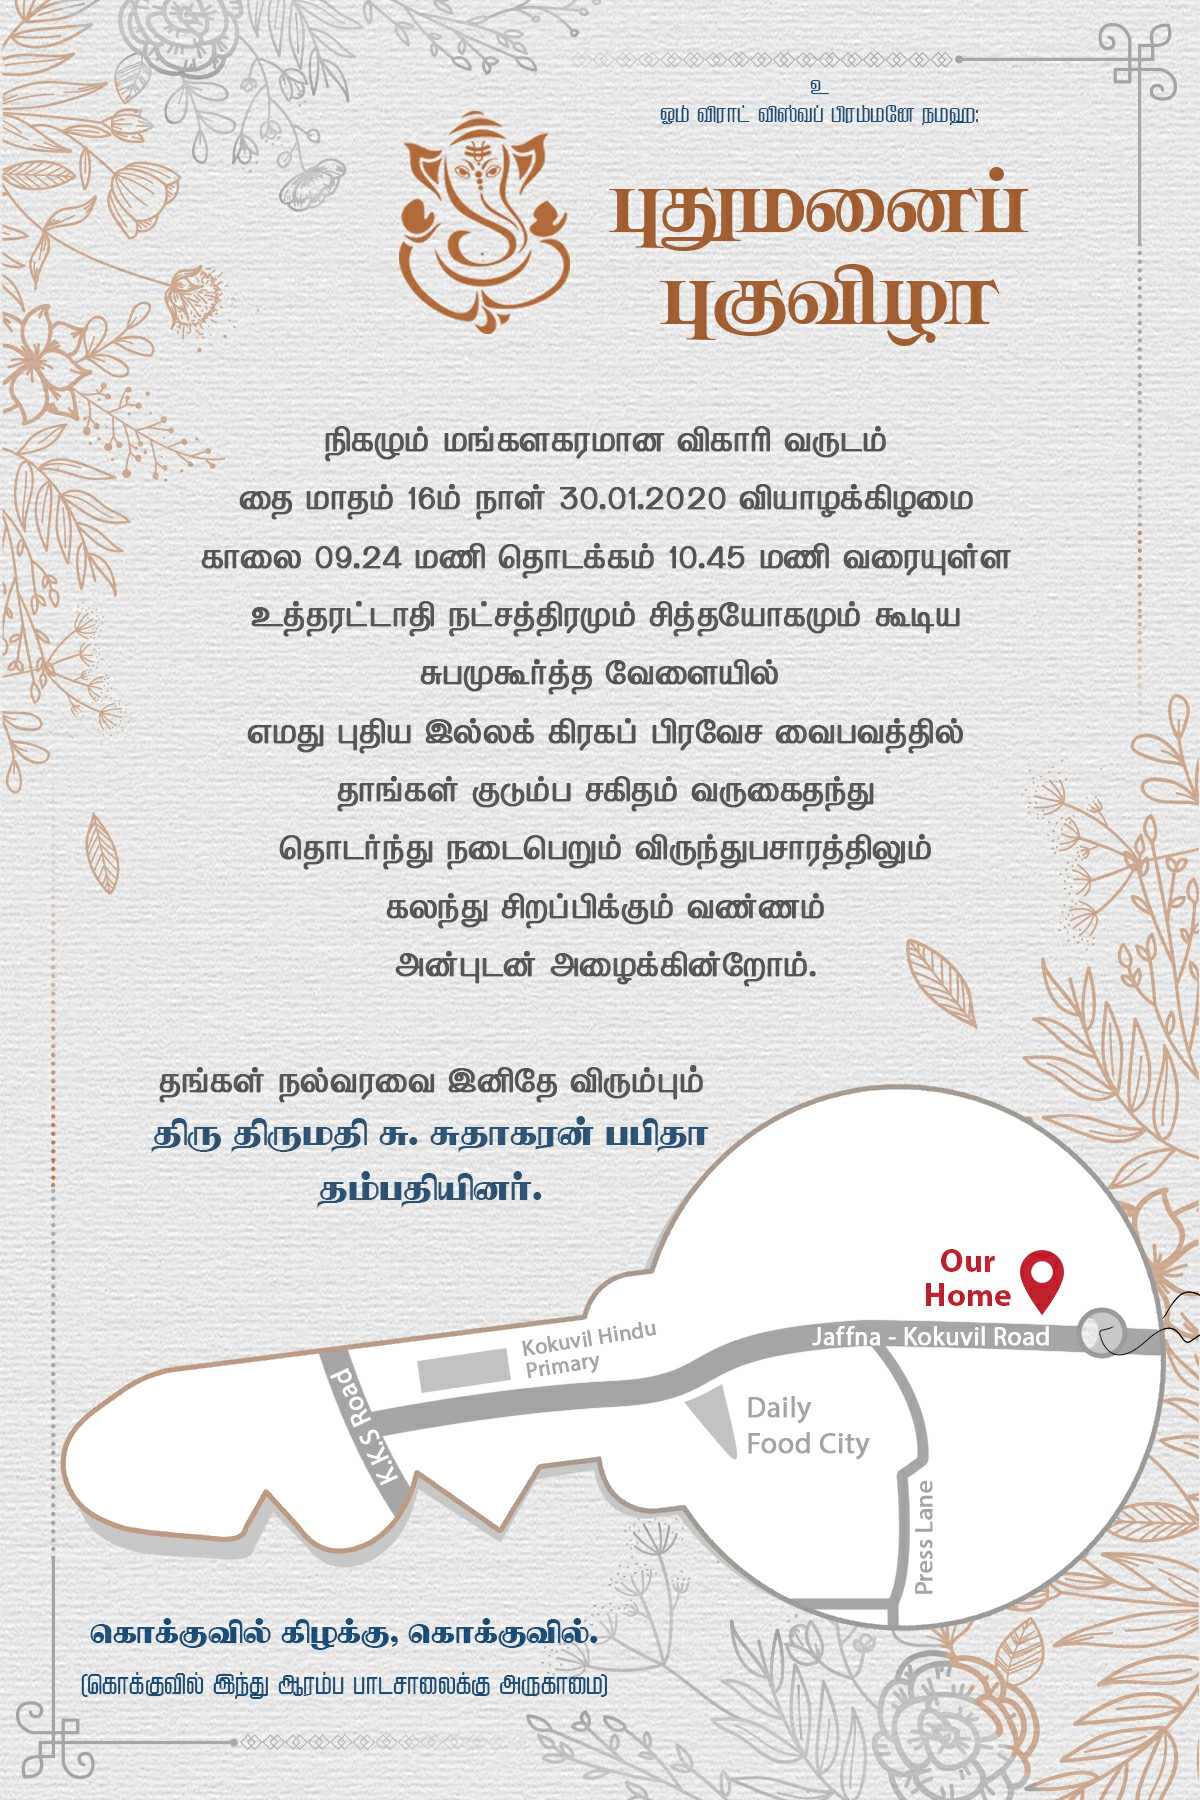 உ
ஓம் விராட் விஸ்வப் பிரம்மனே நமஹ:
புதுமனைப்
புகுவிழா
நிகழும் மங்களகரமான விகாரி வருடம்
தை மாதம் 16ம் நாள் 30.01.2020 வியாழக்கிழமை
காலை 09.24 மணி தொடக்கம் 10.45 மணி வரையுள்ள
உத்தரட்டாதி நட்சத்திரமும் சித்தயோகமும் கூடிய
சுபமுகூர்த்த வேளையில்
எமது புதிய இல்லக் கிரகப் பிரவேச வைபவத்தில்
தாங்கள் குடும்ப சகிதம் வருகைதந்து
தொடர்ந்து நடைபெறும் விருந்துபசாரத்திலும்
கலந்து சிறப்பிக்கும் வண்ணம்
அன்புடன் அழைக்கின்றோம்.
தங்கள் நல்வரவை இனிதே விரும்பும்
திரு திருமதி சு. சுதாகரன் பபிதா
தம்பதியினர்.
Our
Home
Jaffna - Kokuvil Road
Kokuvil Hindu
Primary
K.K.S Road
Daily
Food City
Press Lane
கொக்குவில் கிழக்கு, கொக்குவில்.
(கொக்குவில் இந்து ஆரம்ப பாடசாலைக்கு அருகாமை)